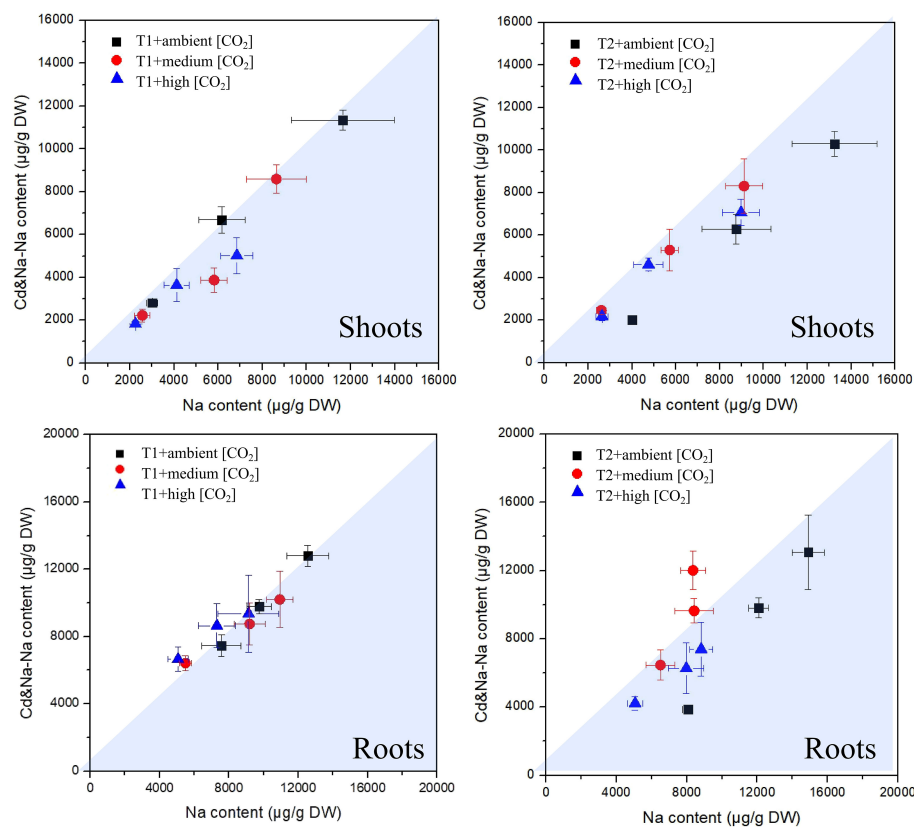 16000
14000
12000
10000
8000
6000
4000
2000
0
Cd&Na-Na content (µg/g DW)
T1+ambient [CO₂]
T1+medium [CO₂]
T1+high [CO₂]
Shoots
0 2000 4000 6000 8000 10000 12000 14000 16000
Na content (µg/g DW)
16000
14000
12000
10000
8000
6000
4000
2000
0
Cd&Na-Na content (µg/g DW)
T2+ambient [CO₂]
T2+medium [CO₂]
T2+high [CO₂]
Shoots
0 2000 4000 6000 8000 10000 12000 14000 16000
Na content (µg/g DW)
20000
16000
12000
8000
4000
0
Cd&Na-Na content (µg/g DW)
T1+ambient [CO₂]
T1+medium [CO₂]
T1+high [CO₂]
Roots
0 4000 8000 12000 16000 20000
Na content (µg/g DW)
20000
16000
12000
8000
4000
0
Cd&Na-Na content (µg/g DW)
T2+ambient [CO₂]
T2+medium [CO₂]
T2+high [CO₂]
Roots
0 4000 8000 12000 16000 20000
Na content (µg/g DW)